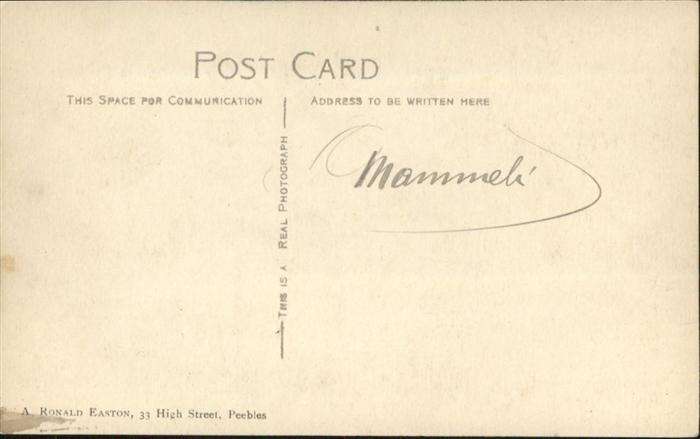 POST CARD
THIS SPACE FOR COMMUNICATION
ADDRESS TO BE WRITTEN HERE
THIS IS A REAL PHOTOGRAPH
Mammeli
A. RONALD EASTON, 33 High Street, Peebles